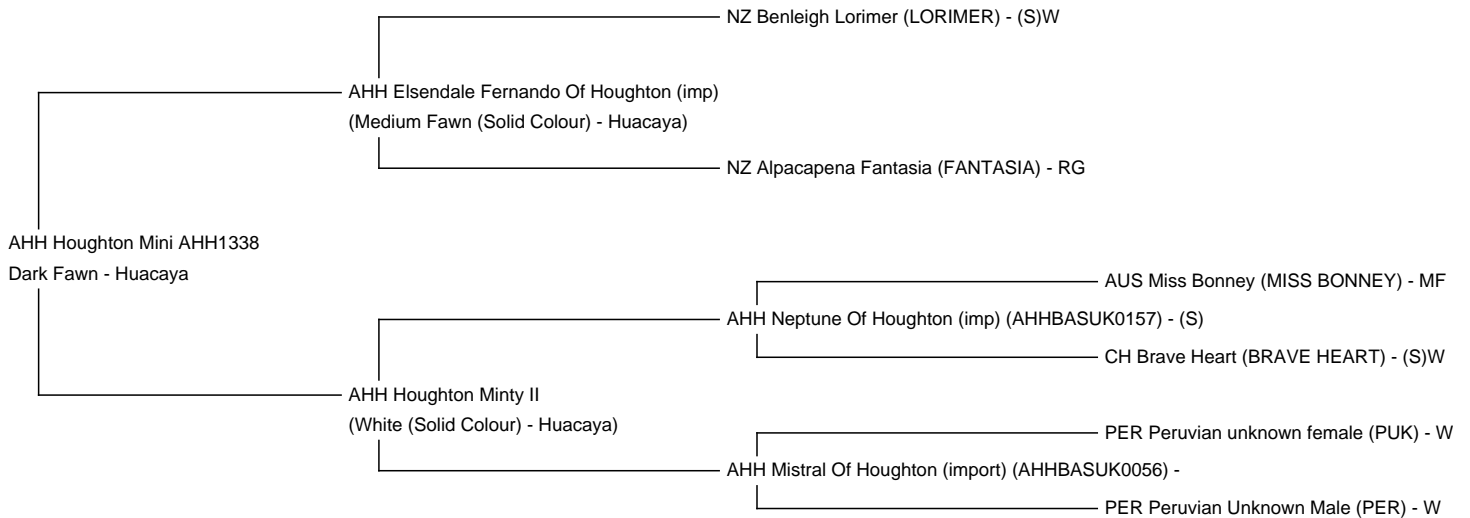 NZ Benleigh Lorimer (LORIMER) - (S)W
AHH Elsendale Fernando Of Houghton (imp)
(Medium Fawn (Solid Colour) - Huacaya)
NZ Alpacapena Fantasia (FANTASIA) - RG
AHH Houghton Mini AHH1338
Dark Fawn - Huacaya
AUS Miss Bonney (MISS BONNEY) - MF
AHH Neptune Of Houghton (imp) (AHHBASUK0157) - (S)
CH Brave Heart (BRAVE HEART) - (S)W
AHH Houghton Minty II
(White (Solid Colour) - Huacaya)
PER Peruvian unknown female (PUK) - W
AHH Mistral Of Houghton (import) (AHHBASUK0056) -
PER Peruvian Unknown Male (PER) - W